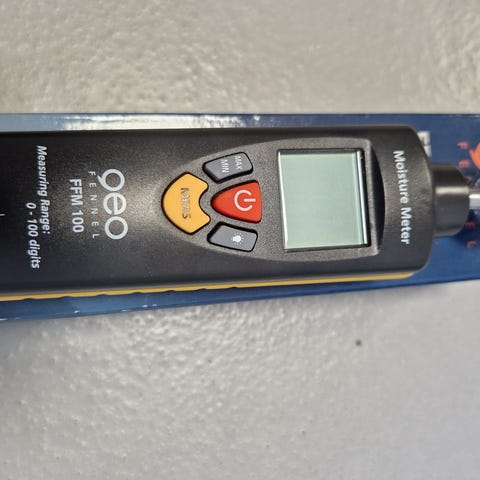 Moisture Meter
MAX
MIN
MEAS
geo
FENNEL
FFM 100
Measuring Range:
0 - 100 digits